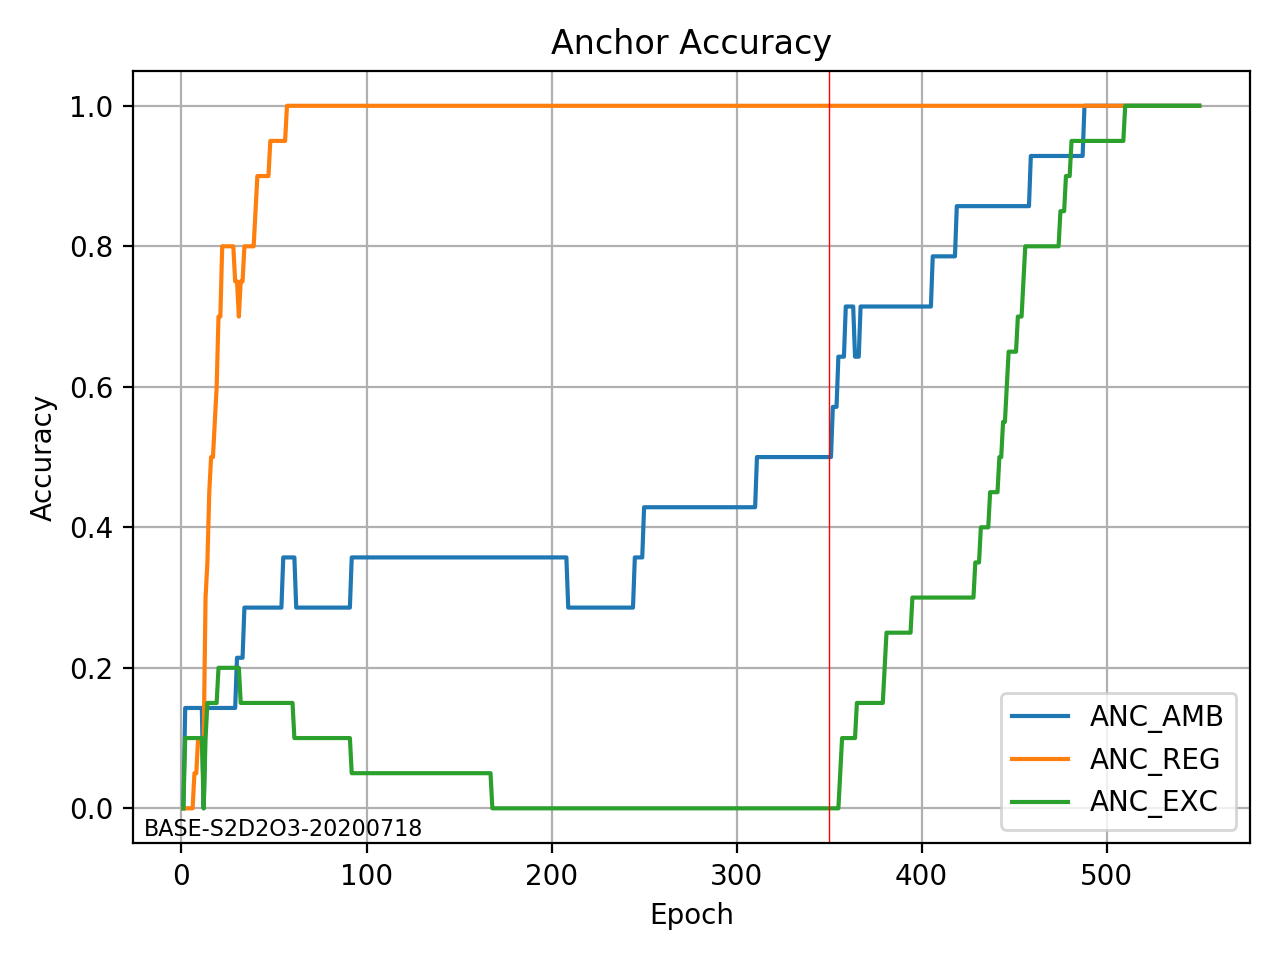 Anchor Accuracy
1.0
0.8
0.6
0.4
0.2
0.0
Accuracy
ANC_AMB
ANC_REG
ANC_EXC
BASE-S2D2O3-20200718
0 100 200 300 400 500
Epoch